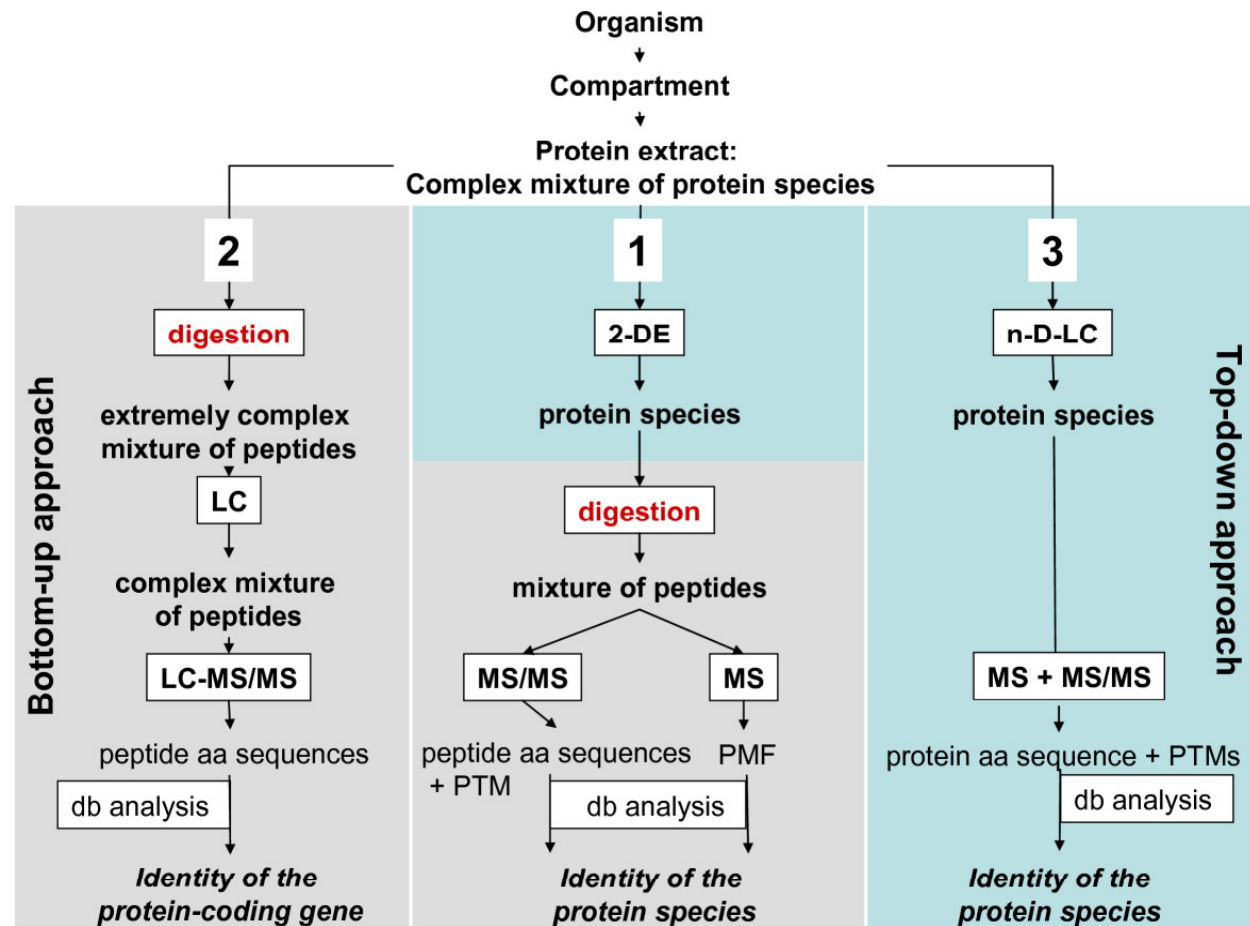 Organism
Compartment
Protein extract:
Complex mixture of protein species
2
digestion
extremely complex
mixture of peptides
LC
complex mixture
of peptides
LC-MS/MS
peptide aa sequences
db analysis
Identity of the
protein-coding gene
Bottom-up approach
1
2-DE
protein species
digestion
mixture of peptides
MS/MS
MS
peptide aa sequences
+ PTM
PMF
db analysis
Identity of the
protein species
3
n-D-LC
protein species
MS + MS/MS
protein aa sequence + PTMs
db analysis
Identity of the
protein species
Top-down approach